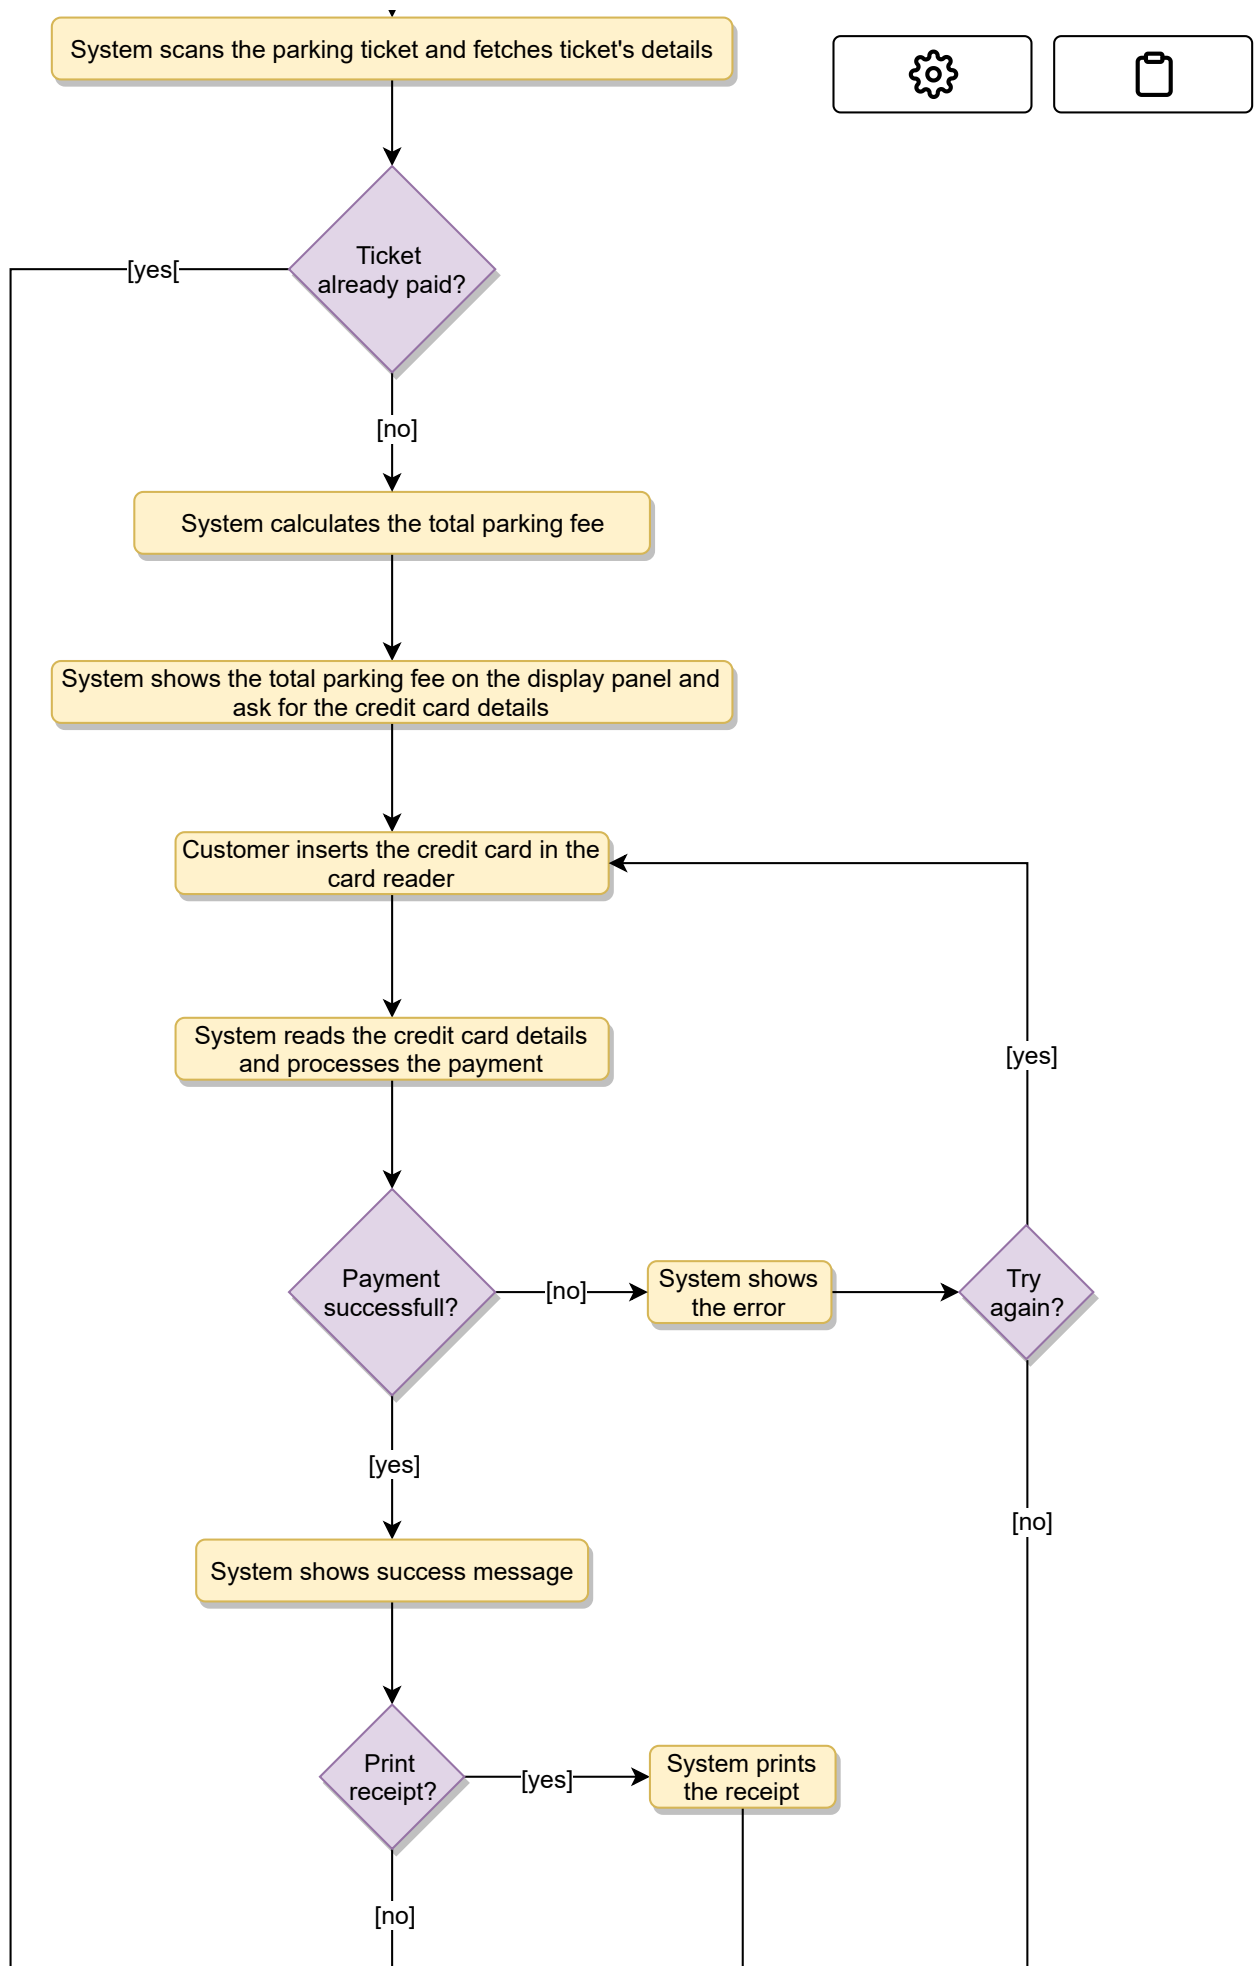 System scans the parking ticket and fetches ticket's details
Ticket
already paid?
[yes[
[no]
System calculates the total parking fee
System shows the total parking fee on the display panel and
ask for the credit card details
Customer inserts the credit card in the
card reader
System reads the credit card details
and processes the payment
[yes]
Payment
successfull?
[no]
System shows
the error
Try
again?
[yes]
[no]
System shows success message
Print
receipt?
[yes]
System prints
the receipt
[no]